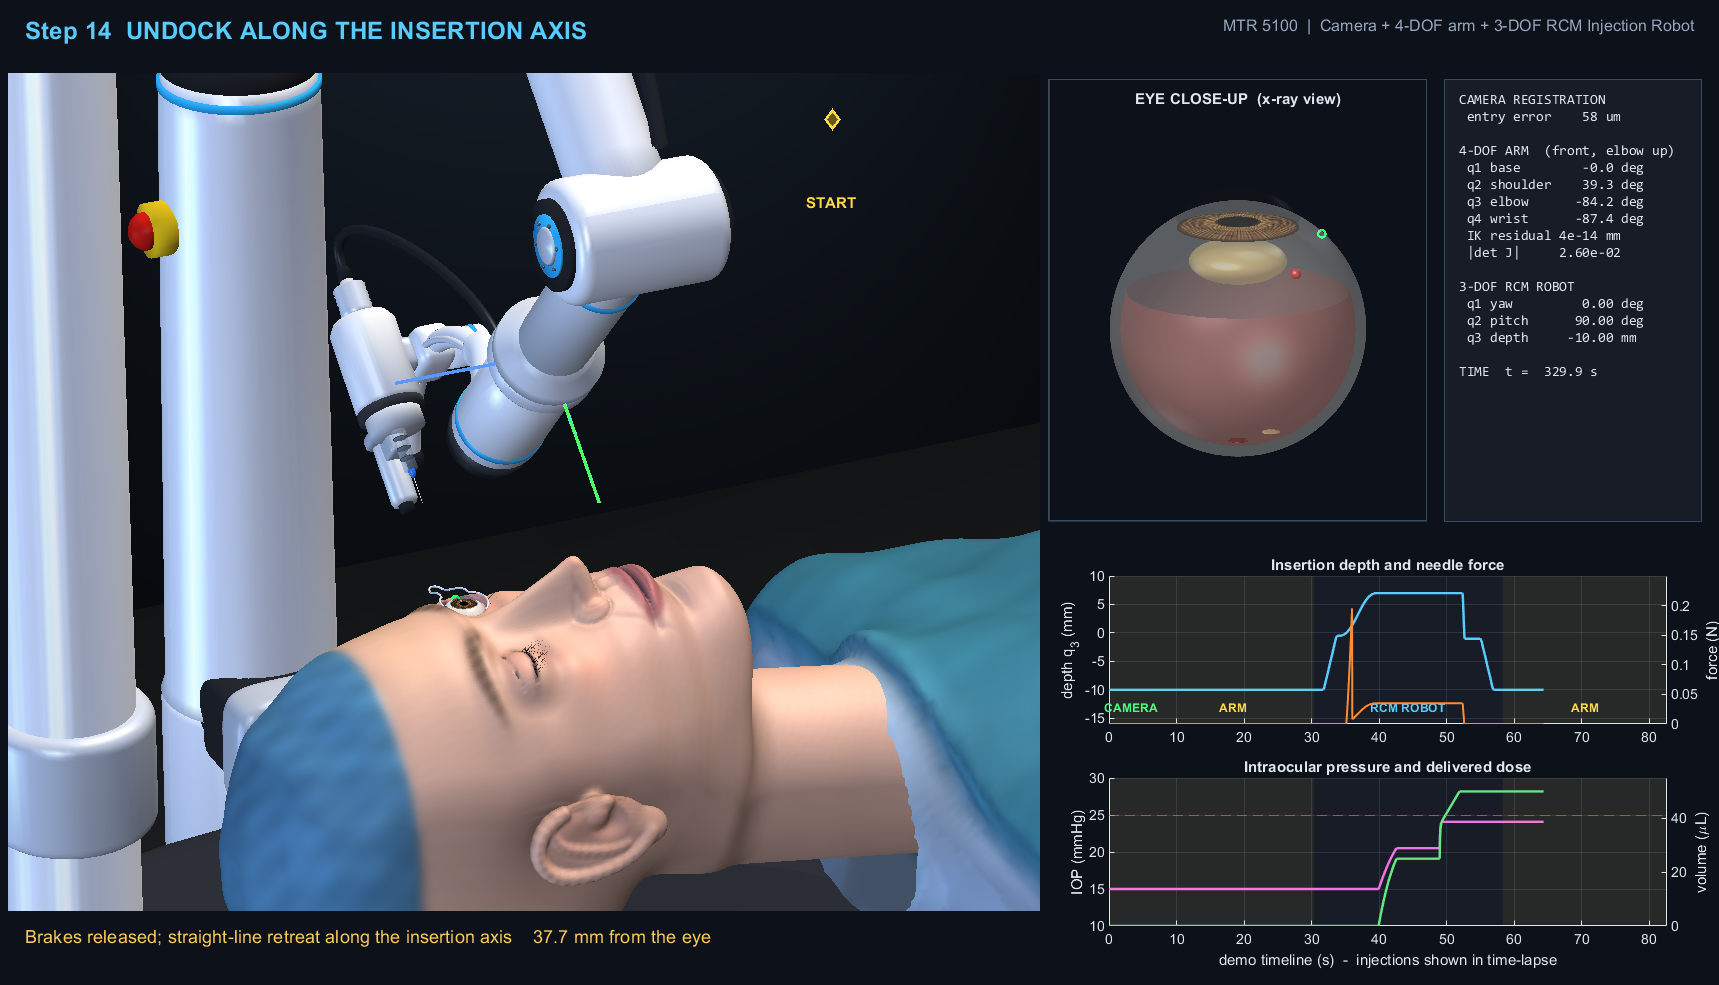 Step 14  UNDOCK ALONG THE INSERTION AXIS
MTR 5100  |  Camera + 4-DOF arm + 3-DOF RCM Injection Robot
START
Brakes released; straight-line retreat along the insertion axis    37.7 mm from the eye
EYE CLOSE-UP  (x-ray view)
CAMERA REGISTRATION
entry error    58 um
4-DOF ARM  (front, elbow up)
q1 base        -0.0 deg
q2 shoulder    39.3 deg
q3 elbow      -84.2 deg
q4 wrist      -87.4 deg
IK residual 4e-14 mm
|det J|     2.60e-02
3-DOF RCM ROBOT
q1 yaw         0.00 deg
q2 pitch      90.00 deg
q3 depth     -10.00 mm
TIME  t =  329.9 s
Insertion depth and needle force
10
5
0
-5
-10
-15
depth q3 (mm)
0.2
0.15
0.1
0.05
0
force (N)
CAMERA
ARM
RCM ROBOT
ARM
0 10 20 30 40 50 60 70 80
Intraocular pressure and delivered dose
30
25
20
15
10
IOP (mmHg)
40
20
0
volume (μL)
0 10 20 30 40 50 60 70 80
demo timeline (s)  -  injections shown in time-lapse